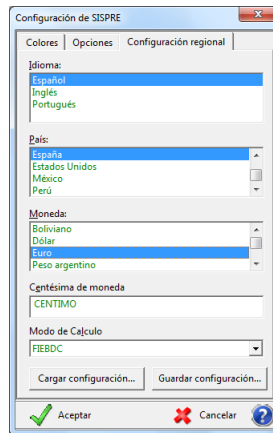 Configuración de SISPRE
Colores Opciones Configuración regional
Idioma:
Español
Inglés
Portugués
País:
España
Estados Unidos
México
Perú
Moneda:
Boliviano
Dólar
Euro
Peso argentino
Centésima de moneda
CENTIMO
Modo de Calculo
FIEBDC
Cargar configuración... Guardar configuración...
Aceptar Cancelar ?